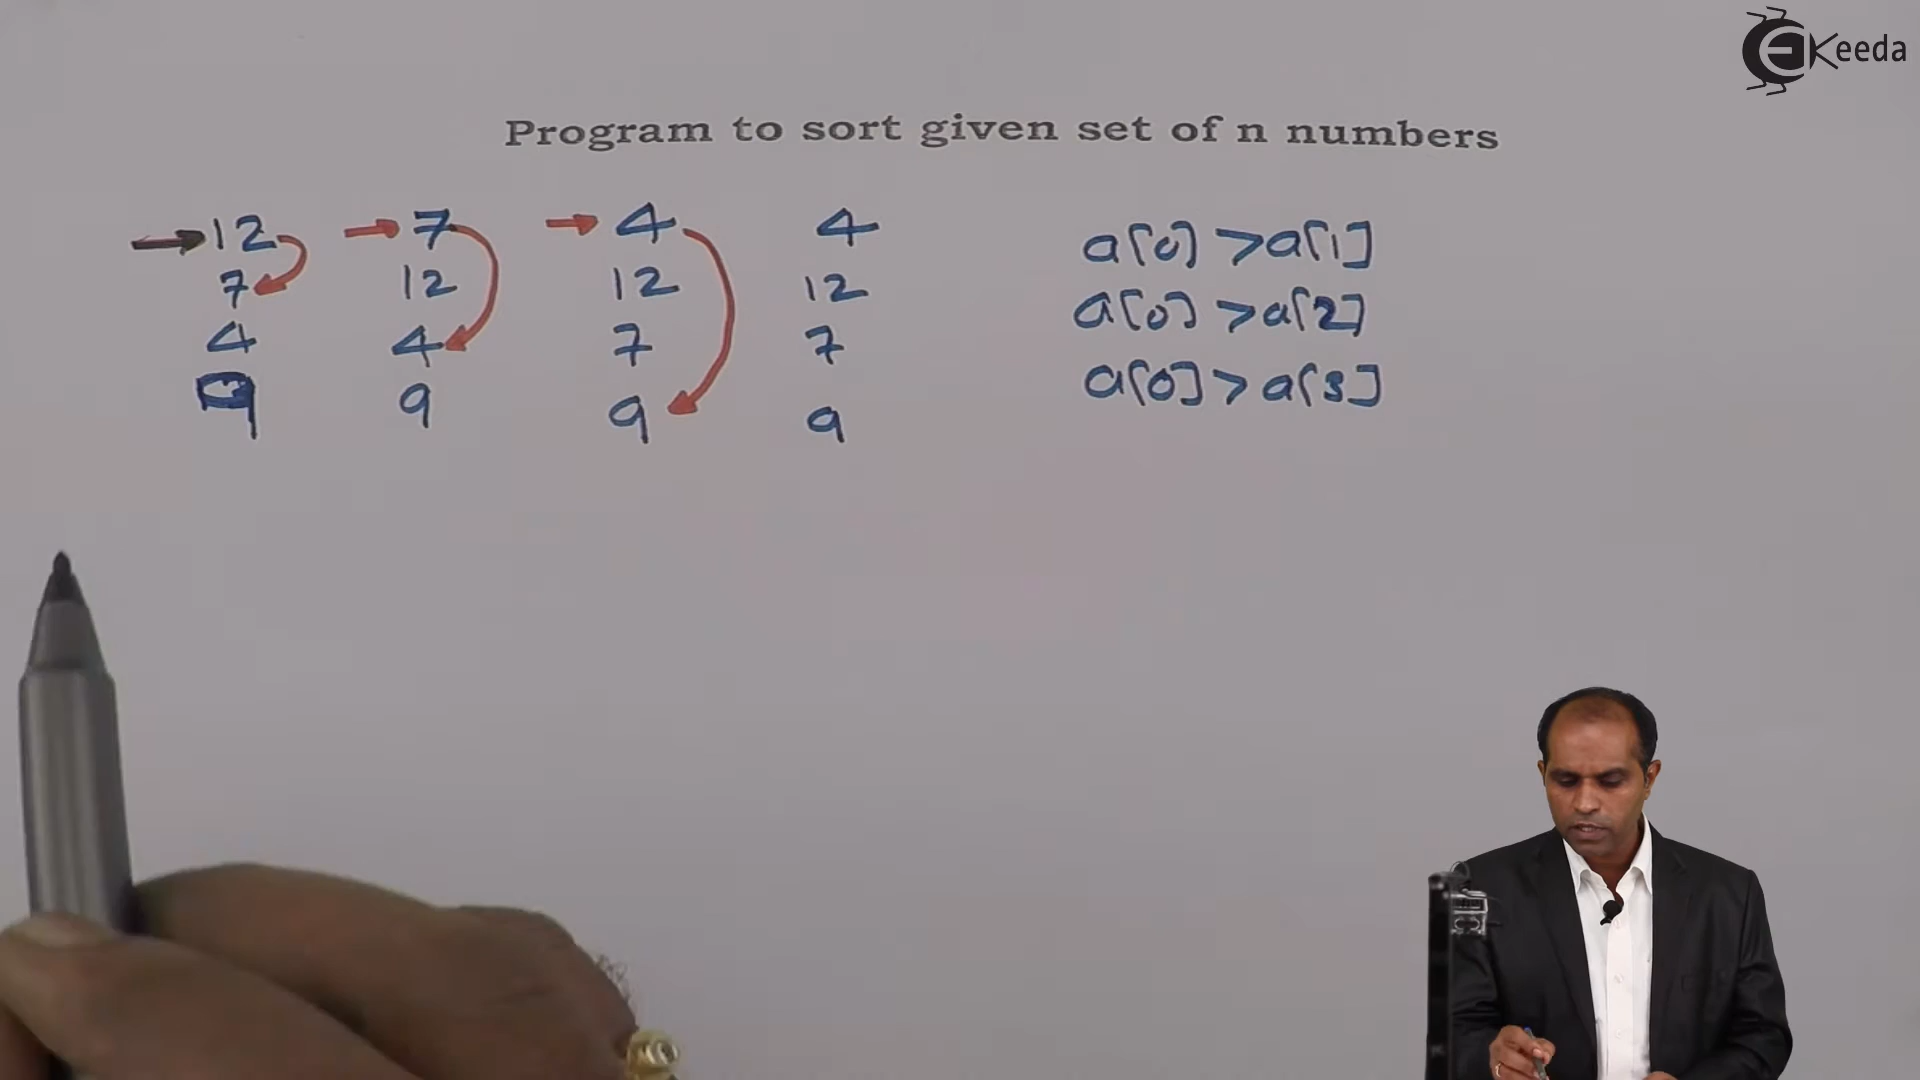 EKeeda
Program to sort given set of n numbers
12 7 4 4
7 12 12 12
4 4 7 7
9 9 9 9
a[0] > a[1]
a[0] > a[2]
a[0] > a[3]